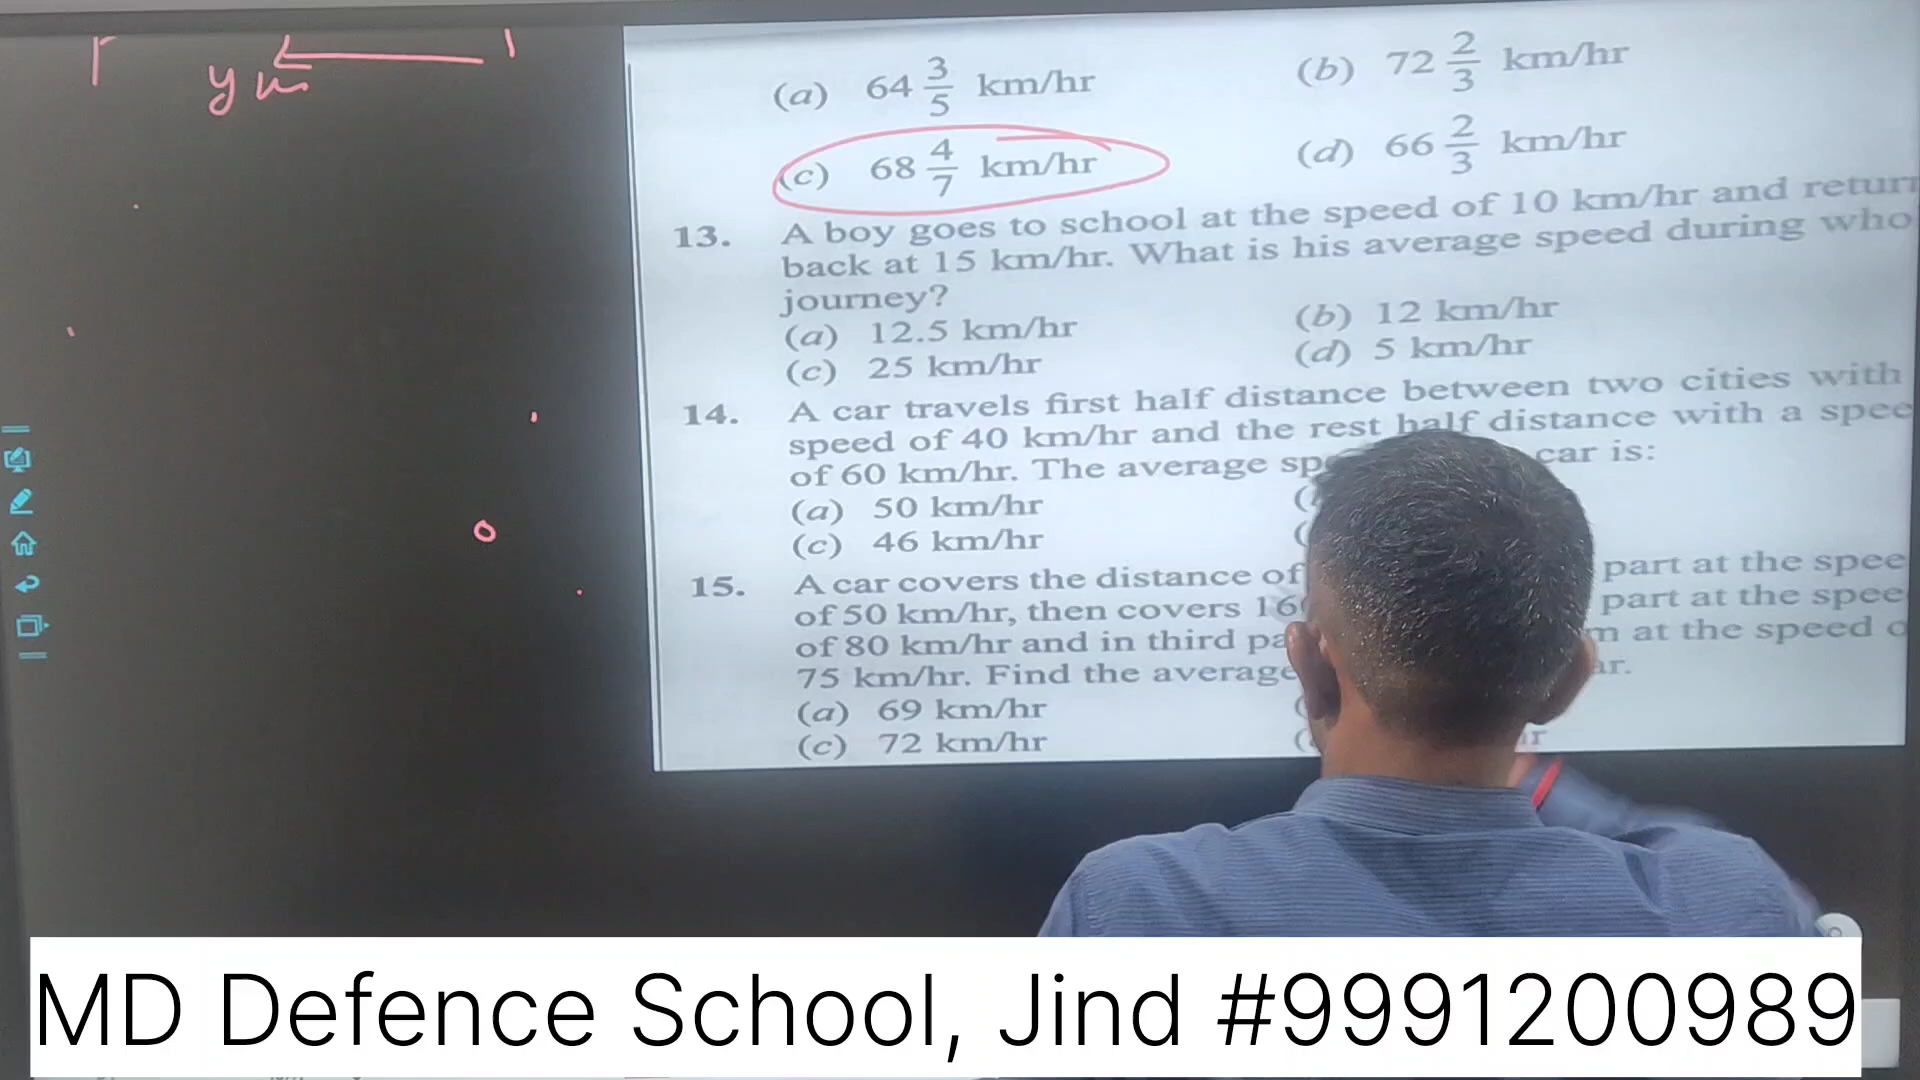 y m
(a) 64 3/5 km/hr (b) 72 2/3 km/hr
(c) 68 4/7 km/hr (d) 66 2/3 km/hr
13. A boy goes to school at the speed of 10 km/hr and return
back at 15 km/hr. What is his average speed during who
journey?
(a) 12.5 km/hr (b) 12 km/hr
(c) 25 km/hr (d) 5 km/hr
14. A car travels first half distance between two cities with
speed of 40 km/hr and the rest half distance with a spee
of 60 km/hr. The average sp car is:
(a) 50 km/hr
(c) 46 km/hr
15. A car covers the distance of part at the spee
of 50 km/hr, then covers 16 part at the spee
of 80 km/hr and in third pa m at the speed o
75 km/hr. Find the average ar.
(a) 69 km/hr
(c) 72 km/hr
MD Defence School, Jind #9991200989